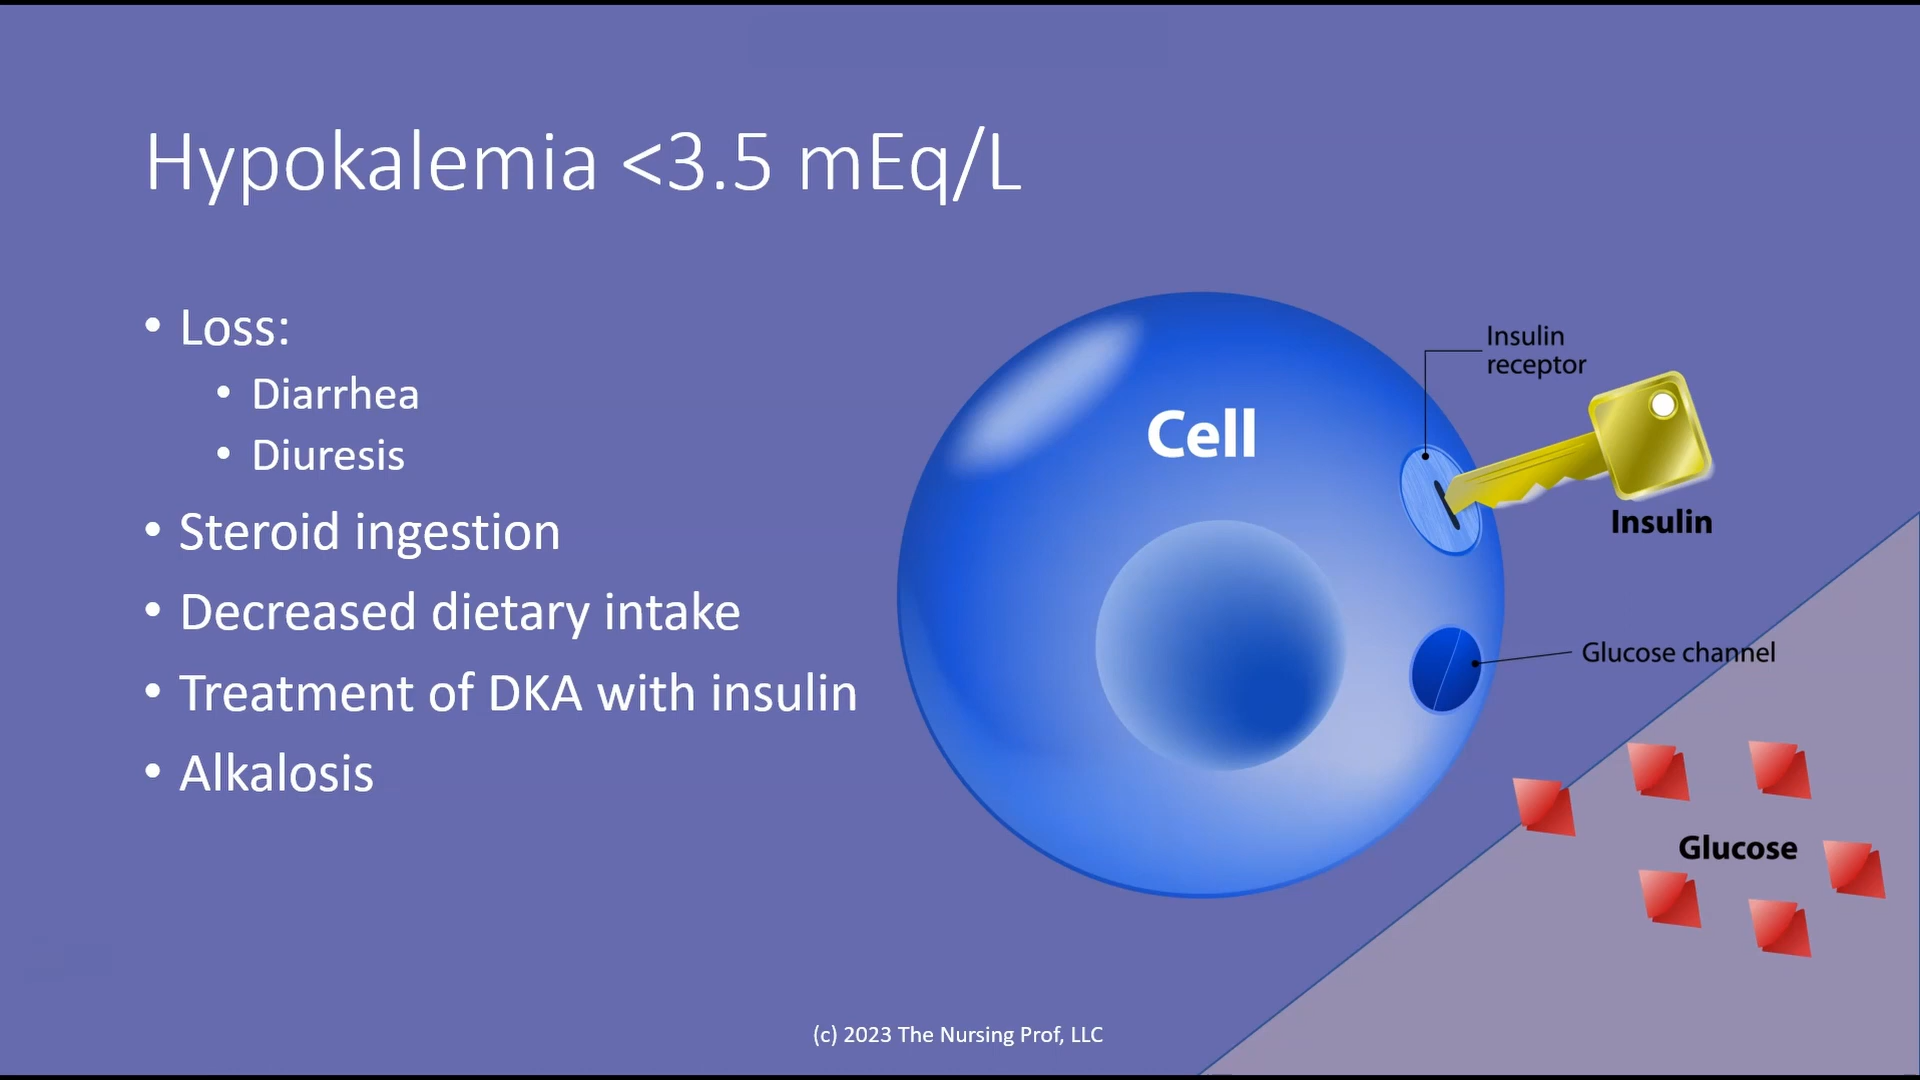 Hypokalemia <3.5 mEq/L
• Loss:
• Diarrhea
• Diuresis
• Steroid ingestion
• Decreased dietary intake
• Treatment of DKA with insulin
• Alkalosis
Cell
Insulin
receptor
Insulin
Glucose channel
Glucose
(c) 2023 The Nursing Prof, LLC